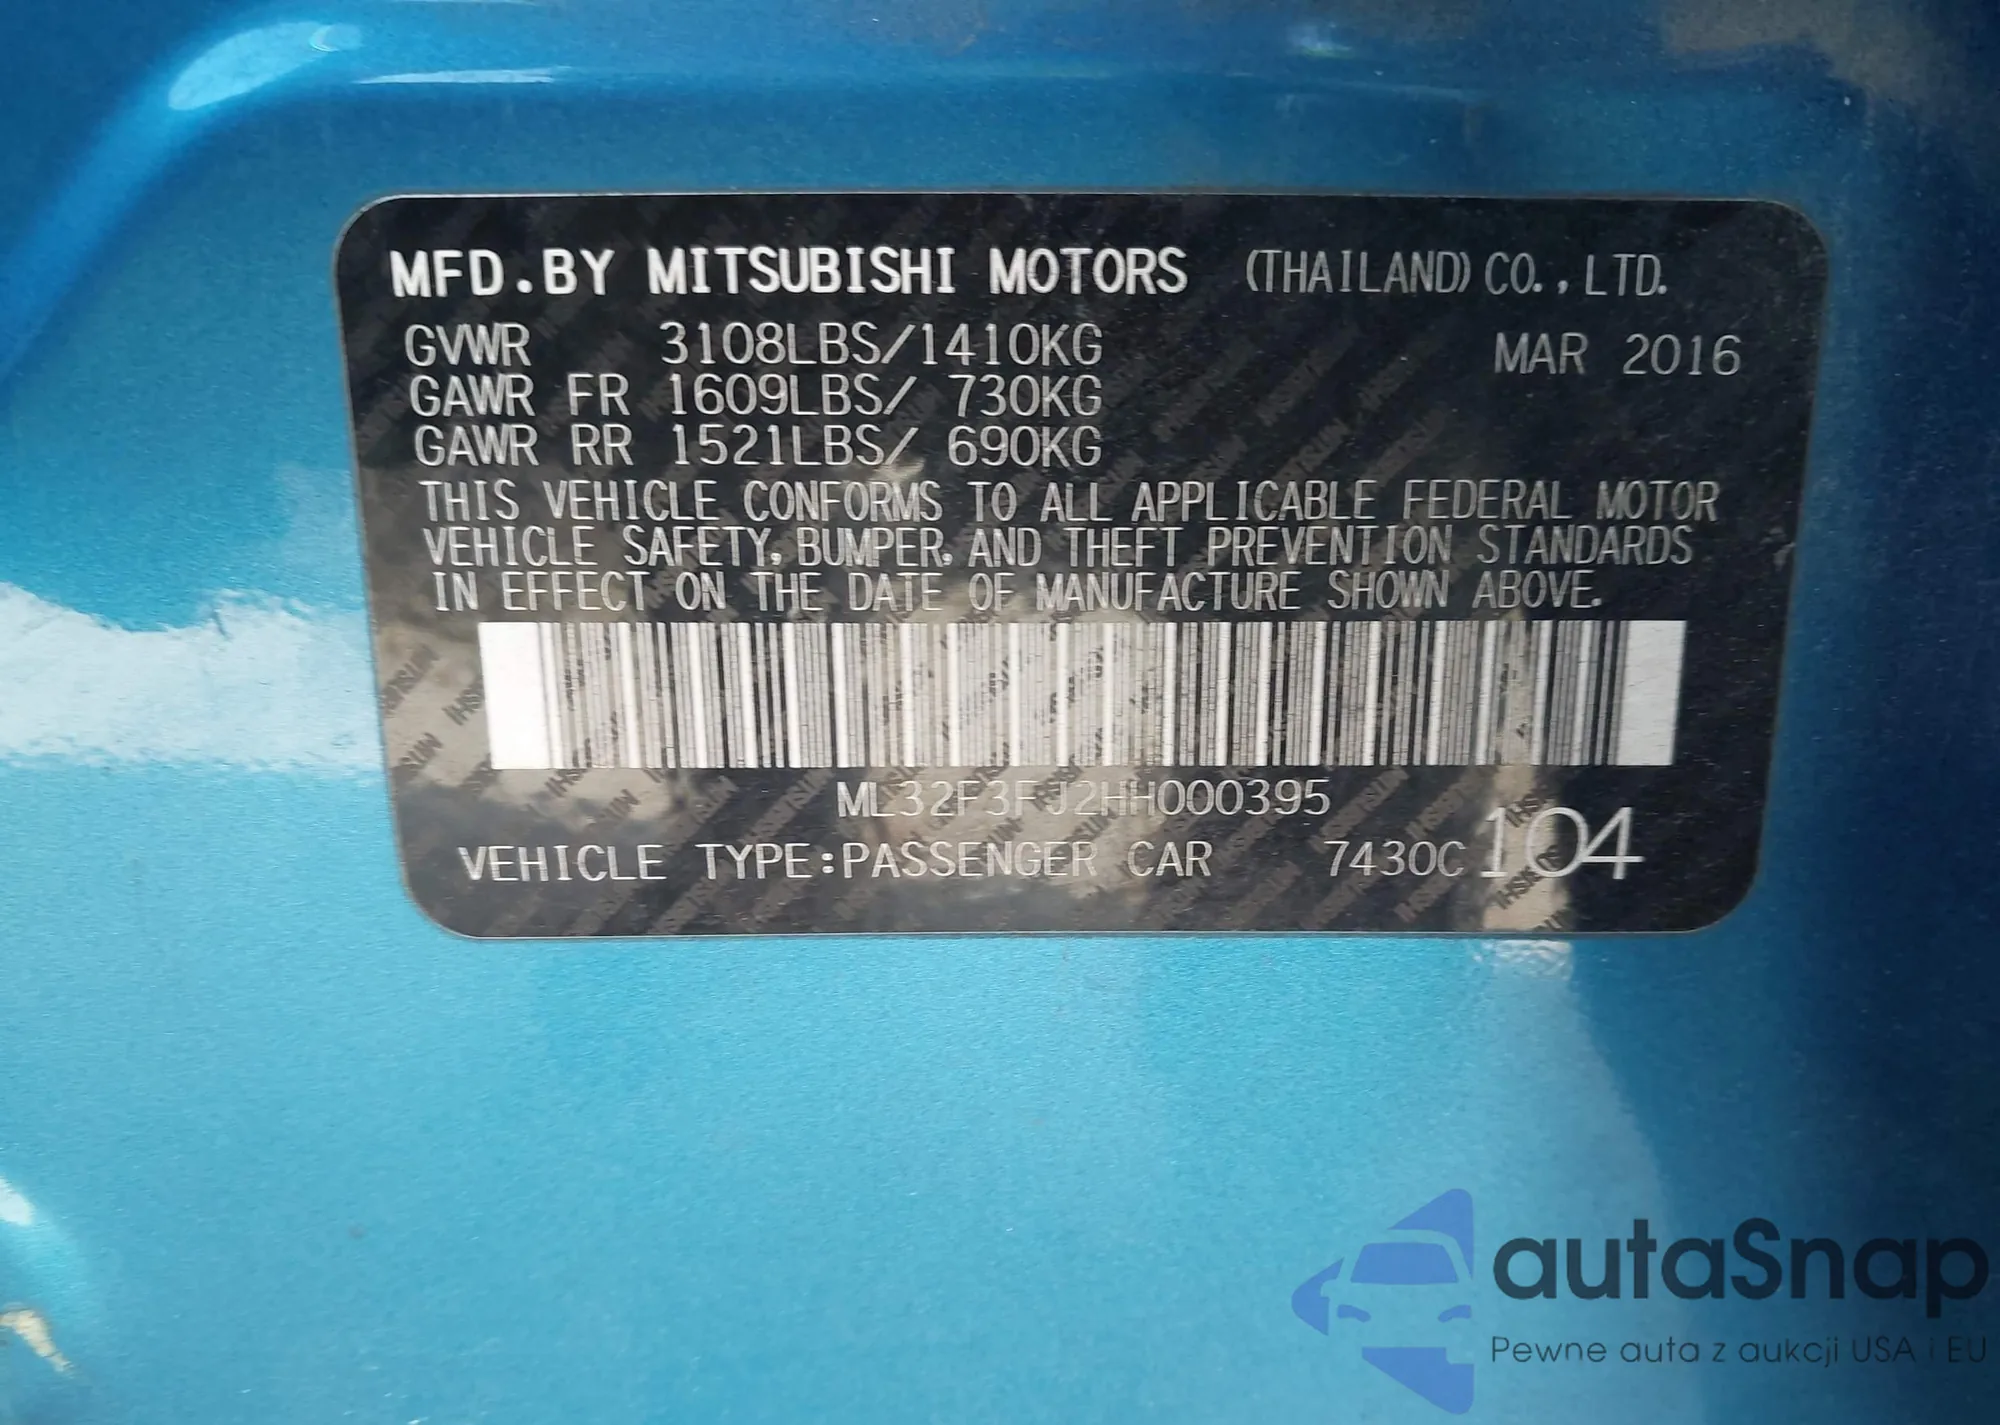 MFD.BY MITSUBISHI MOTORS (THAILAND) CO., LTD.
GVWR 3108LBS/1410KG MAR 2016
GAWR FR 1609LBS/ 730KG
GAWR RR 1521LBS/ 690KG
THIS VEHICLE CONFORMS TO ALL APPLICABLE FEDERAL MOTOR
VEHICLE SAFETY, BUMPER, AND THEFT PREVENTION STANDARDS
IN EFFECT ON THE DATE OF MANUFACTURE SHOWN ABOVE.
ML32F3FJ2HH000395
VEHICLE TYPE:PASSENGER CAR 7430C 104
autaSnap
Pewne auta z aukcji USA i EU